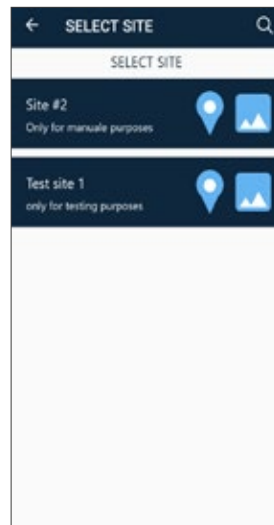 SELECT SITE
SELECT SITE
Site #2
Only for manuale purposes
Test site 1
only for testing purposes